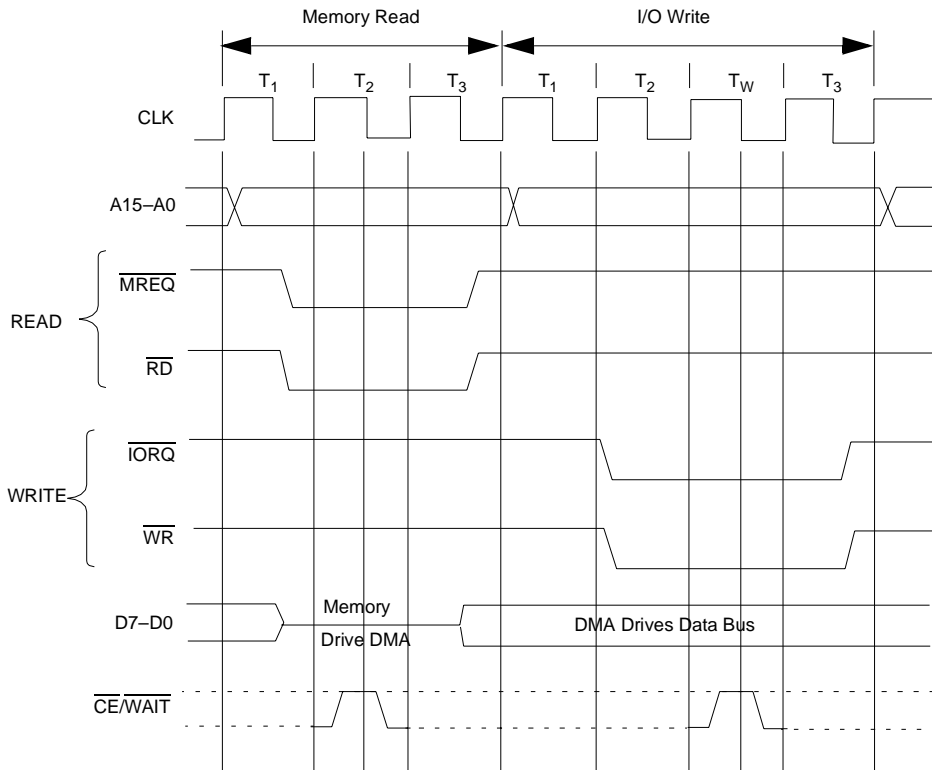 Memory Read I/O Write
T1 T2 T3 T1 T2 TW T3
CLK
A15–A0
READ
MREQ
RD
WRITE
IORQ
WR
D7–D0
Memory
Drive DMA
DMA Drives Data Bus
CE/WAIT